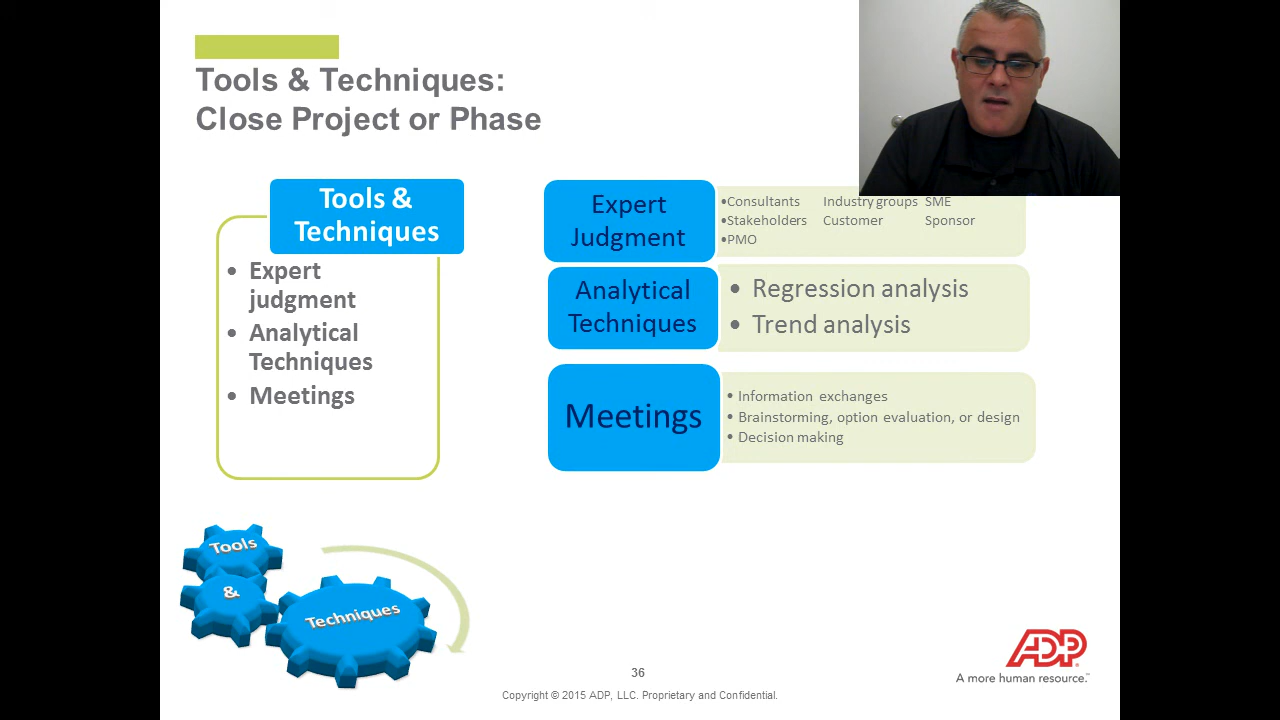 Tools & Techniques:
Close Project or Phase
Tools &
Techniques
• Expert
judgment
• Analytical
Techniques
• Meetings
Expert
Judgment
•Consultants Industry groups SME
•Stakeholders Customer Sponsor
•PMO
Analytical
Techniques
• Regression analysis
• Trend analysis
Meetings
• Information exchanges
• Brainstorming, option evaluation, or design
• Decision making
Tools
&
Techniques
ADP
A more human resource.™
36
Copyright © 2015 ADP, LLC. Proprietary and Confidential.